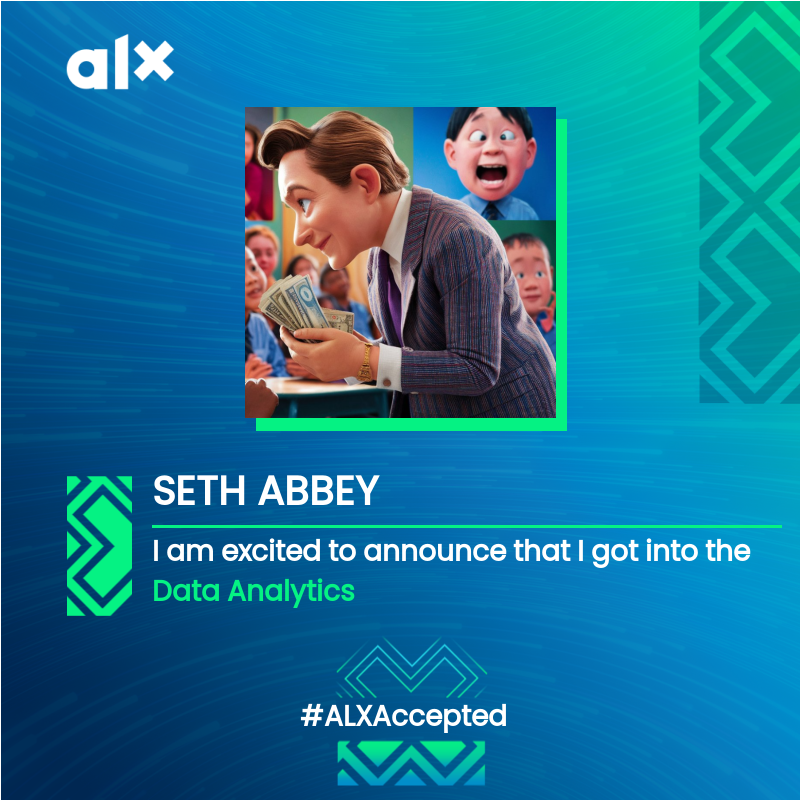 alx
SETH ABBEY
I am excited to announce that I got into the
Data Analytics
#ALXAccepted